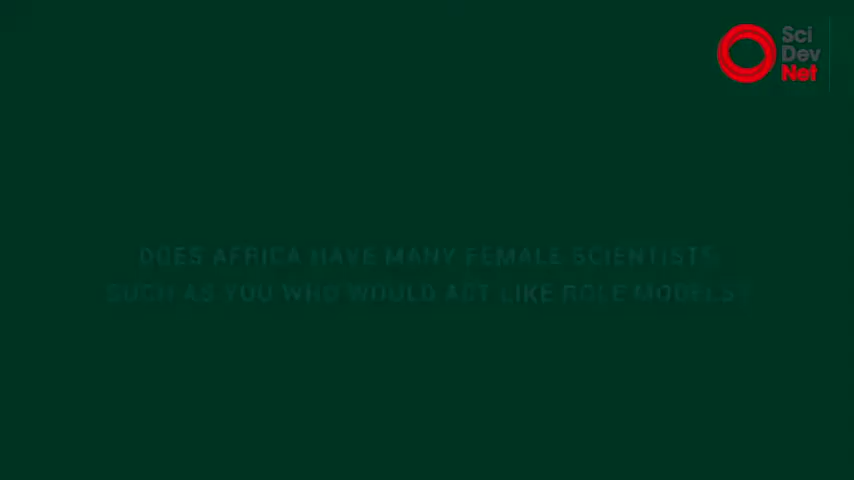 Sci
Dev
Net
DOES AFRICA HAVE MANY FEMALE SCIENTISTS
SUCH AS YOU WHO WOULD ACT LIKE ROLE MODELS?